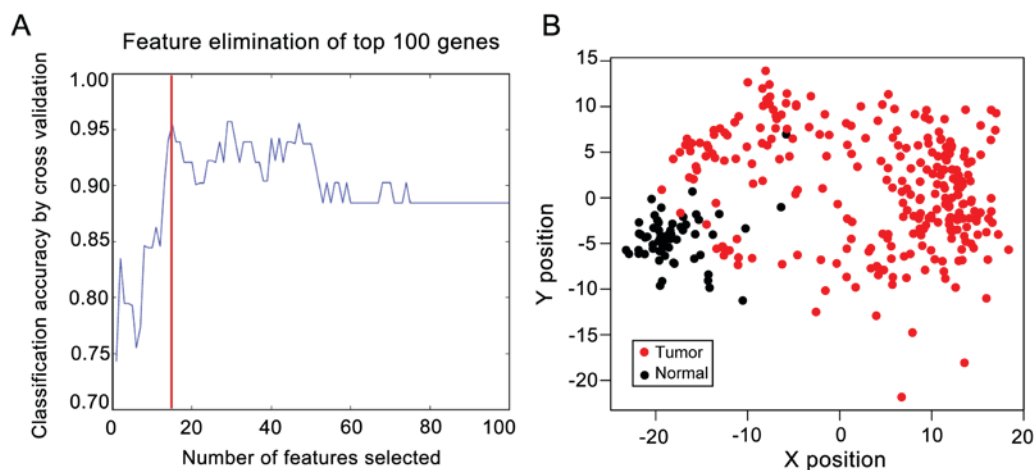 A
Feature elimination of top 100 genes
Classification accuracy by cross validation
1.00
0.95
0.90
0.85
0.80
0.75
0.70
0
20
40
60
80
100
Number of features selected
B
Y position
15
10
5
0
-5
-10
-15
-20
Tumor
Normal
-20
-10
0
10
20
X position